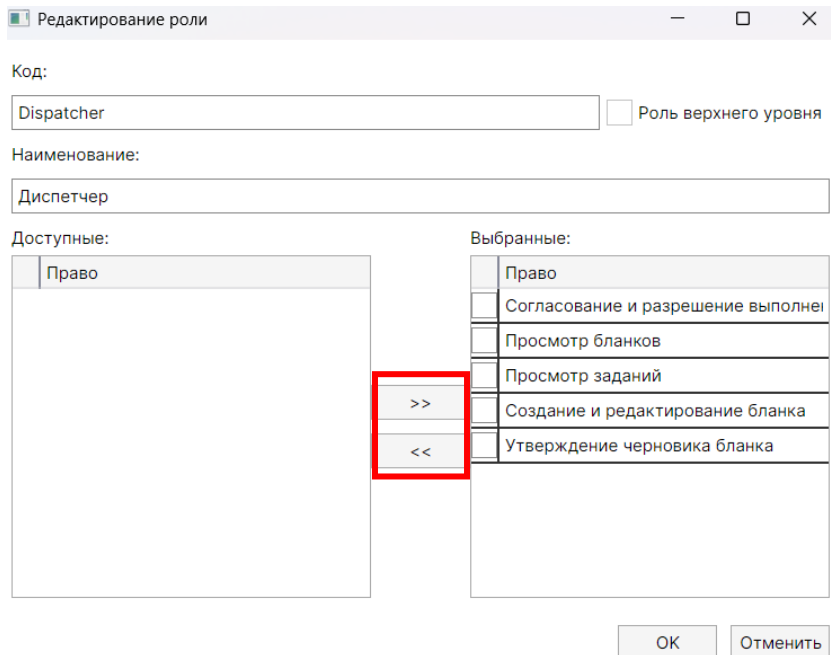 Редактирование роли
Код:
Dispatcher
Роль верхнего уровня
Наименование:
Диспетчер
Доступные:
Выбранные:
Право
Право
Согласование и разрешение
Просмотр бланков
Просмотр заданий
>>
Создание и редактирование бланка
<<
Утверждение черновика бланка
OK
Отменить